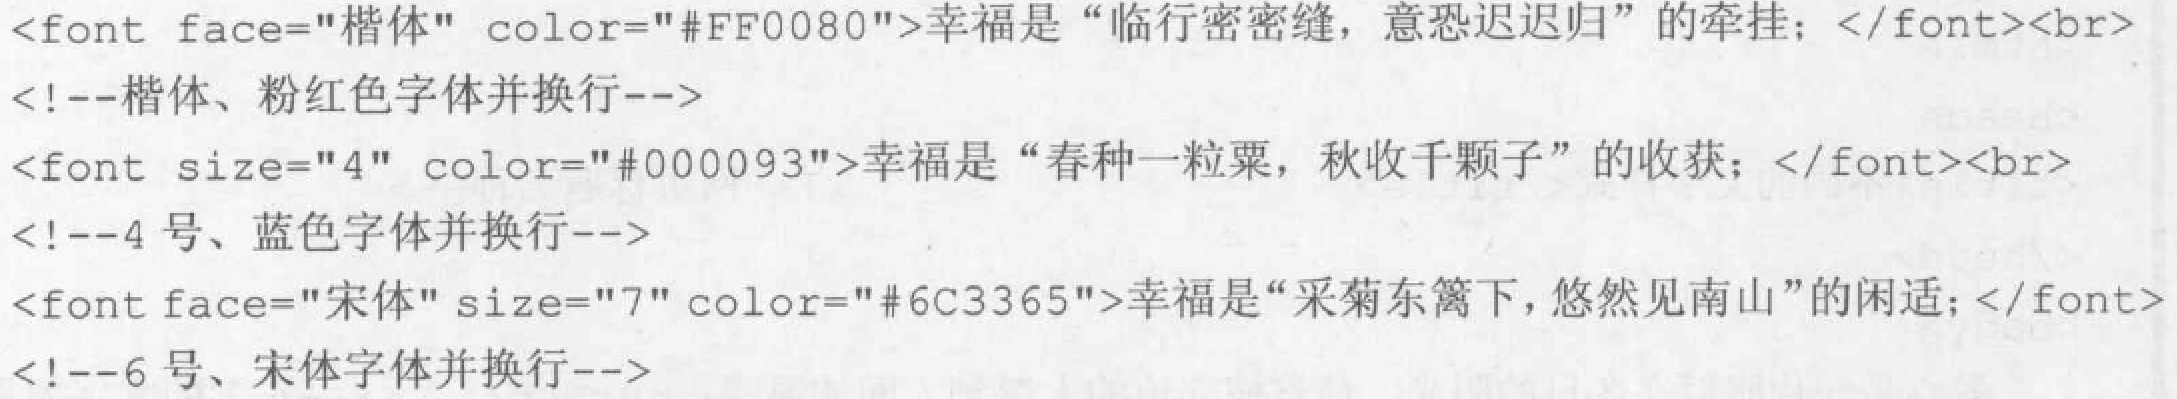 <font face="楷体" color="#FF0080">幸福是“临行密密缝，意恐迟迟归”的牵挂；</font><br>
<!--楷体、粉红色字体并换行-->
<font size="4" color="#000093">幸福是“春种一粒粟，秋收千颗子”的收获；</font><br>
<!--4 号、蓝色字体并换行-->
<font face="宋体" size="7" color="#6C3365">幸福是“采菊东篱下，悠然见南山”的闲适；</font>
<!--6 号、宋体字体并换行-->